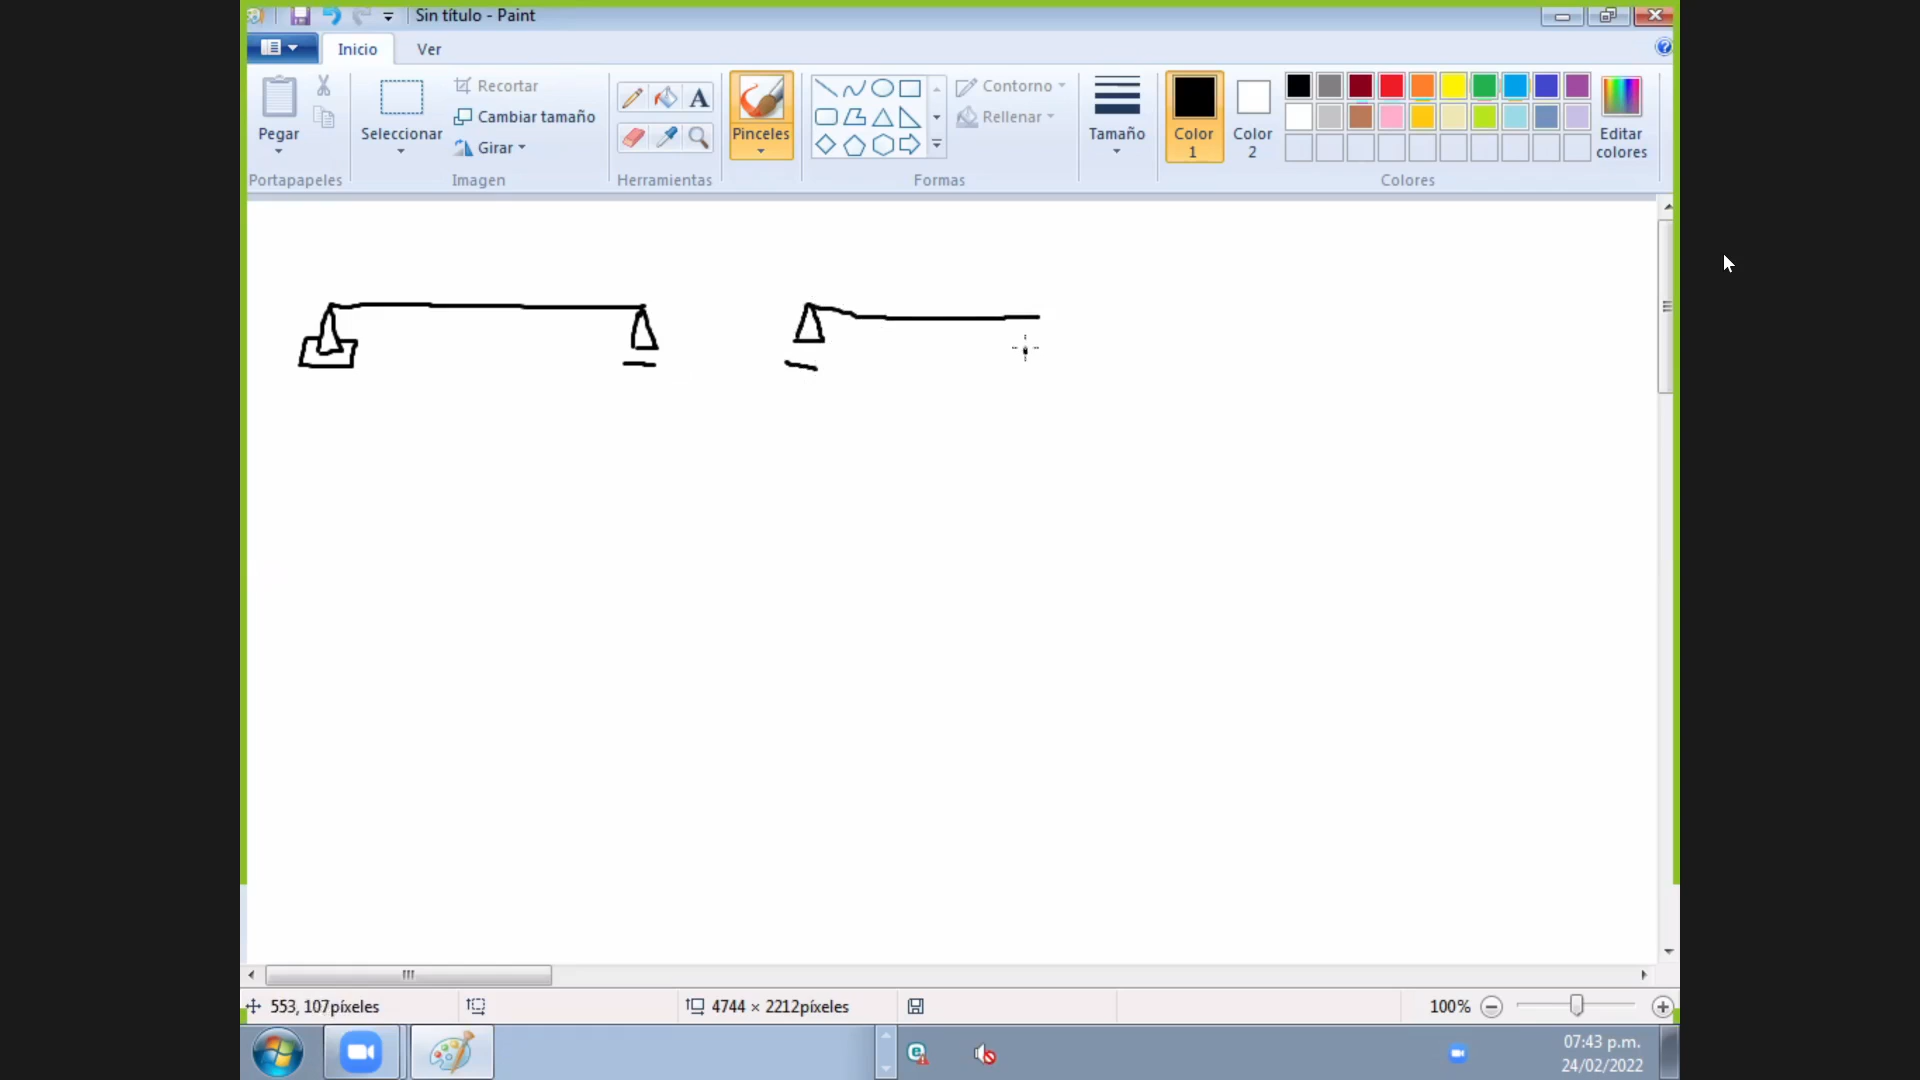 Sin título - Paint
Inicio
Ver
Pegar
Portapapeles
Seleccionar
Recortar
Cambiar tamaño
Girar
Imagen
A
Herramientas
Pinceles
Contorno
Rellenar
Formas
Tamaño
Color
1
Color
2
Editar
colores
Colores
553, 107píxeles
4744 × 2212píxeles
100%
07:43 p.m.
24/02/2022